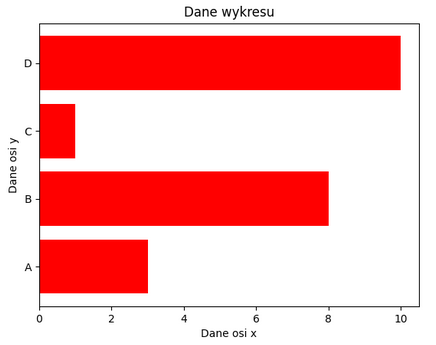 Dane wykresu
Dane osi y
D
C
B
A
0 2 4 6 8 10
Dane osi x